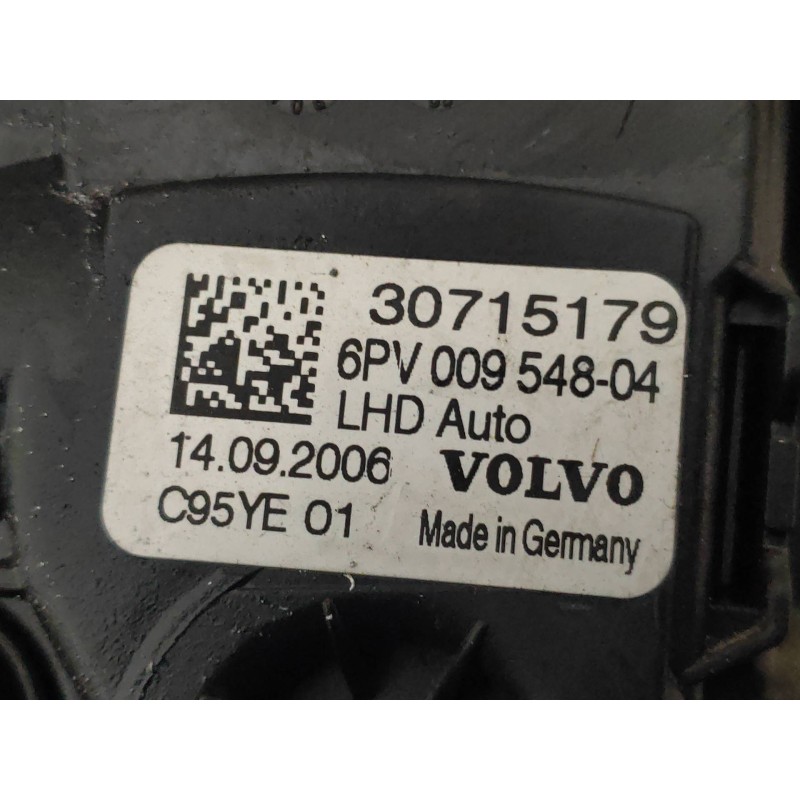 30715179
6PV 009 548-04
LHD Auto
14.09.2006 VOLVO
C95YE 01 Made in Germany